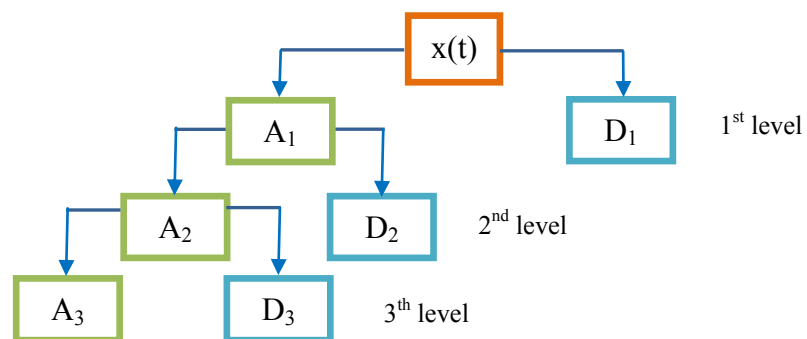 x(t)
A₁ D₁ 1ˢᵗ level
A₂ D₂ 2ⁿᵈ level
A₃ D₃ 3ᵗʰ level